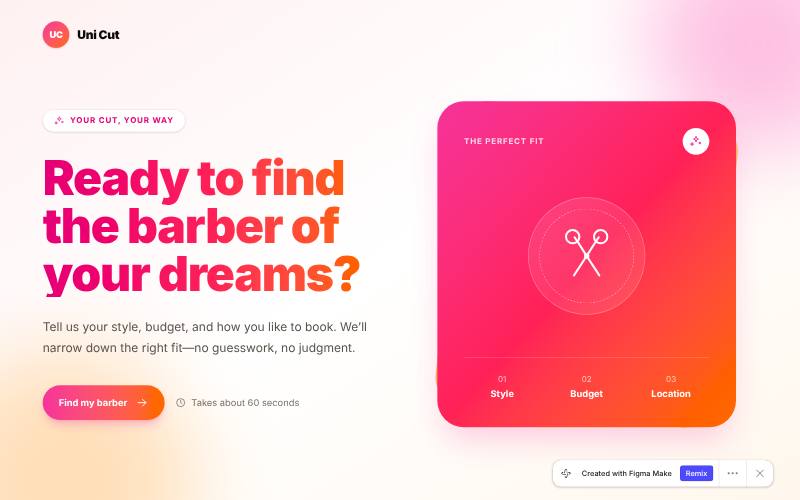 UC
Uni Cut
YOUR CUT, YOUR WAY
Ready to find
the barber of
your dreams?
Tell us your style, budget, and how you like to book. We’ll
narrow down the right fit—no guesswork, no judgment.
Find my barber
Takes about 60 seconds
THE PERFECT FIT
01
Style
02
Budget
03
Location
Created with Figma Make
Remix